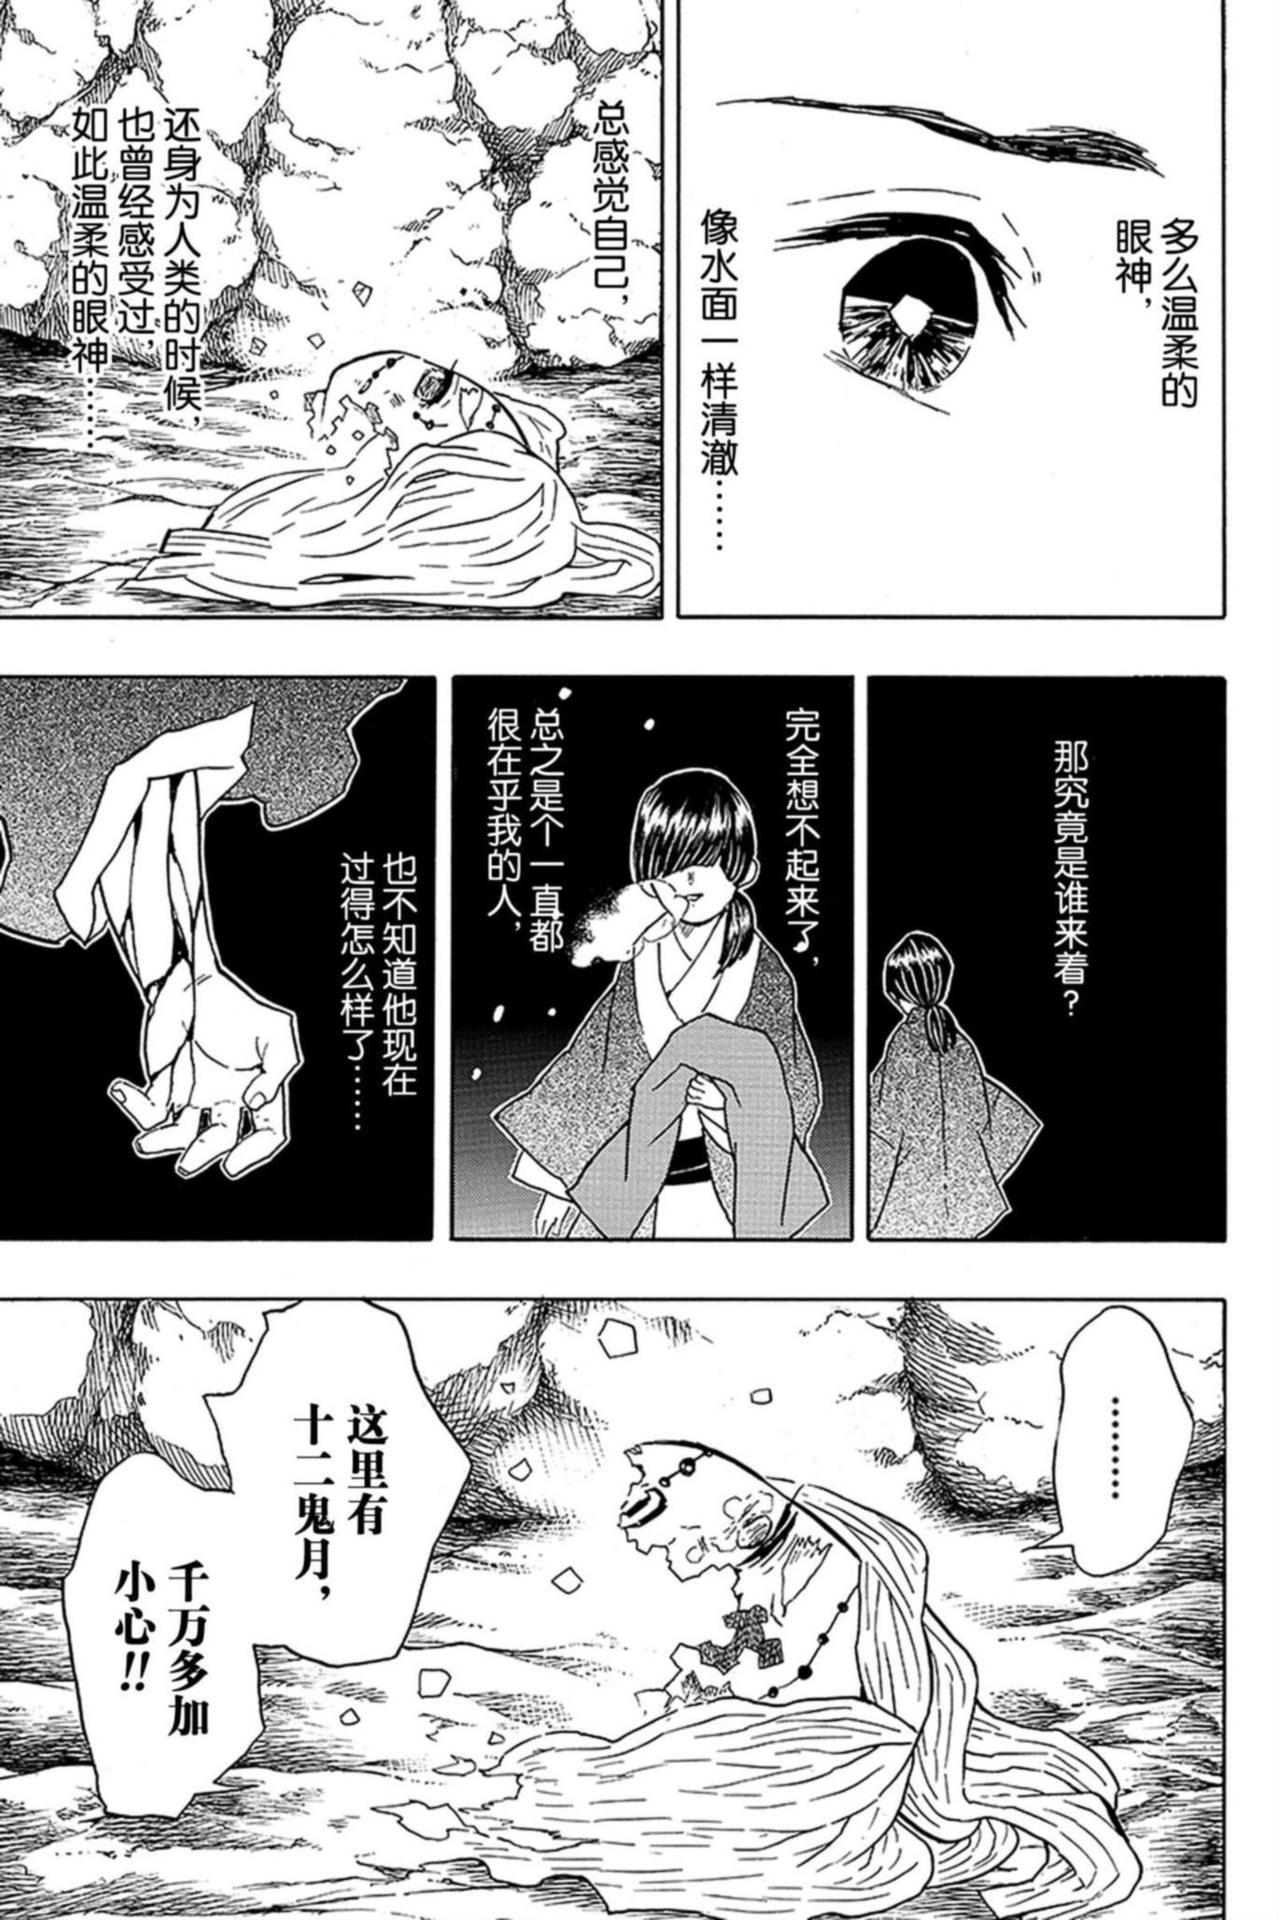 多么温柔的
眼神，
像水面一样清澈……
总感觉自己，
还身为人类的时候，
也曾经感受过，
如此温柔的眼神……
那究竟是谁来着？
完全想不起来了，
总之是个一直都
很在乎我的人，
也不知道他现在
过得怎么样了……
………
这里有
十二鬼月，
千万多加
小心!!